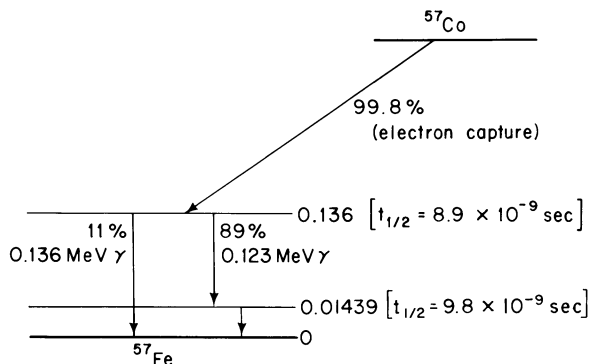 ⁵⁷Co
99.8%
(electron capture)
0.136 [t₁/₂ = 8.9 × 10⁻⁹ sec]
11% 89%
0.136 MeV γ 0.123 MeV γ
0.01439 [t₁/₂ = 9.8 × 10⁻⁹ sec]
0
⁵⁷Fe